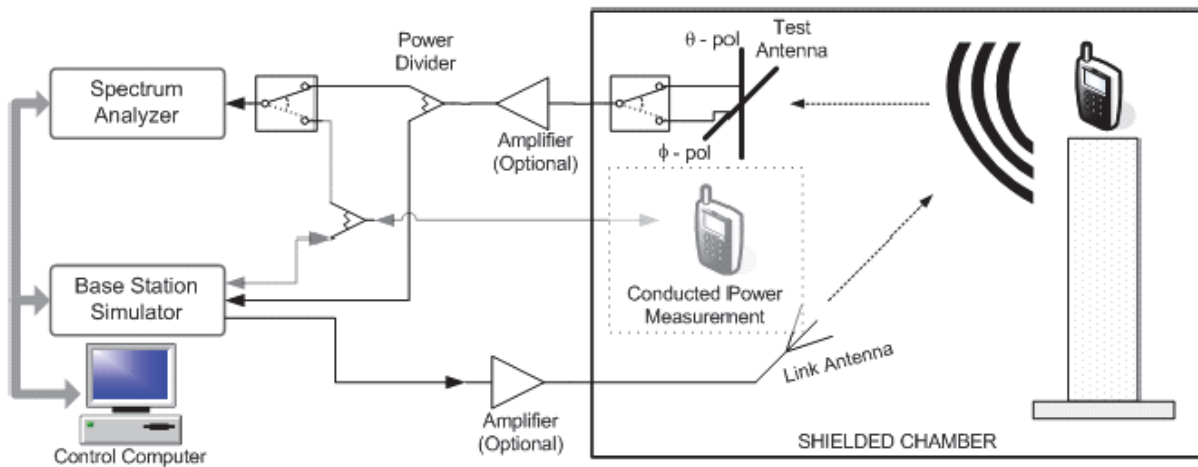 Spectrum
Analyzer
Power
Divider
Amplifier
(Optional)
θ - pol
Test
Antenna
ϕ - pol
Conducted lPower
Measurement
Base Station
Simulator
Link Antenna
Amplifier
(Optional)
Control Computer
SHIELDED CHAMBER